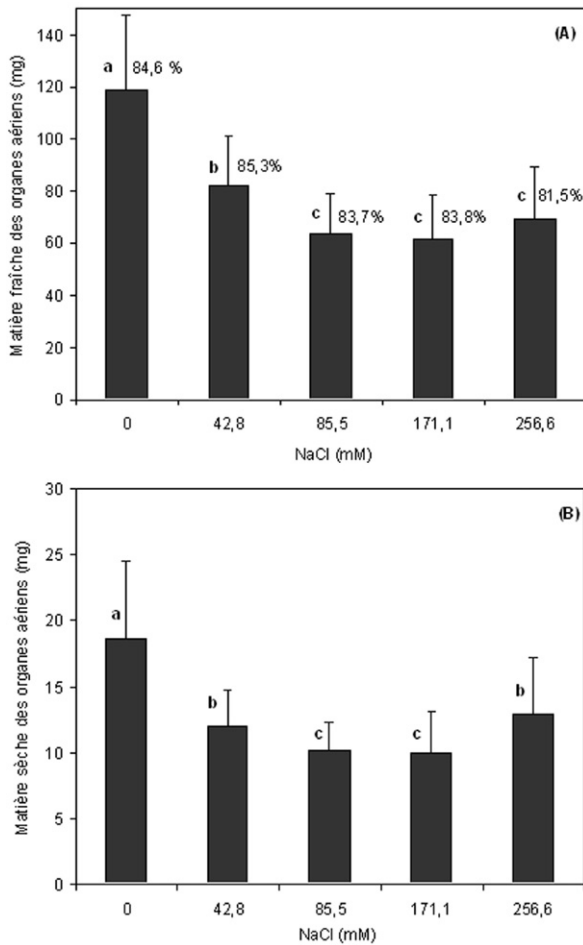 (A)
Matière fraîche des organes aériens (mg)
140
120
100
80
60
40
20
0
a 84,6 %
b 85,3%
c 83,7%
c 83,8%
c 81,5%
0 42,8 85,5 171,1 256,6
NaCl (mM)
(B)
Matière sèche des organes aériens (mg)
30
25
20
15
10
5
0
a
b
c
c
b
0 42,8 85,5 171,1 256,6
NaCl (mM)